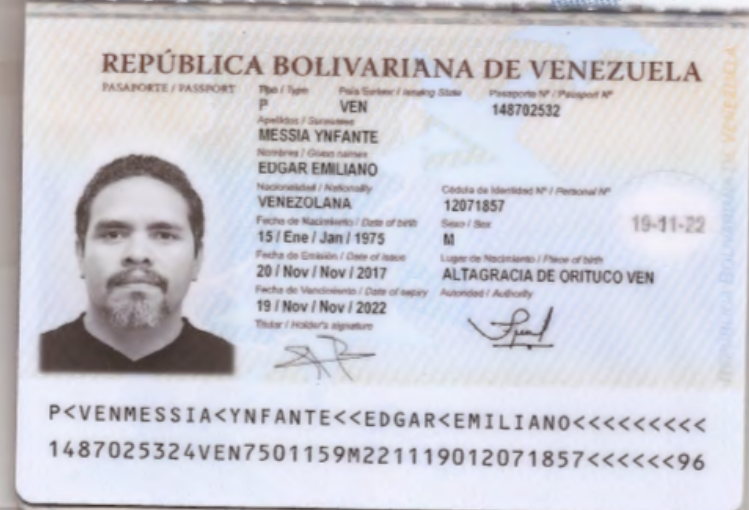 REPÚBLICA BOLIVARIANA DE VENEZUELA
PASAPORTE / PASSPORT Tipo / Type País Emisor / Issuing State Pasaporte Nº / Passport Nº
P VEN 148702532
Apellidos / Surnames
MESSIA YNFANTE
Nombres / Given names
EDGAR EMILIANO
Nacionalidad / Nationality Cédula de Identidad Nº / Personal Nº
VENEZOLANA 12071857
Fecha de Nacimiento / Date of birth Sexo / Sex
15 / Ene / Jan / 1975 M
19-11-22
Fecha de Emisión / Date of issue Lugar de Nacimiento / Place of birth
20 / Nov / Nov / 2017 ALTAGRACIA DE ORITUCO VEN
Fecha de Vencimiento / Date of expiry Autoridad / Authority
19 / Nov / Nov / 2022
Titular / Holder's signature
P<VENMESSIA<YNFANTE<<EDGAR<EMILIANO<<<<<<<<<
1487025324VEN7501159M221119012071857<<<<<<96